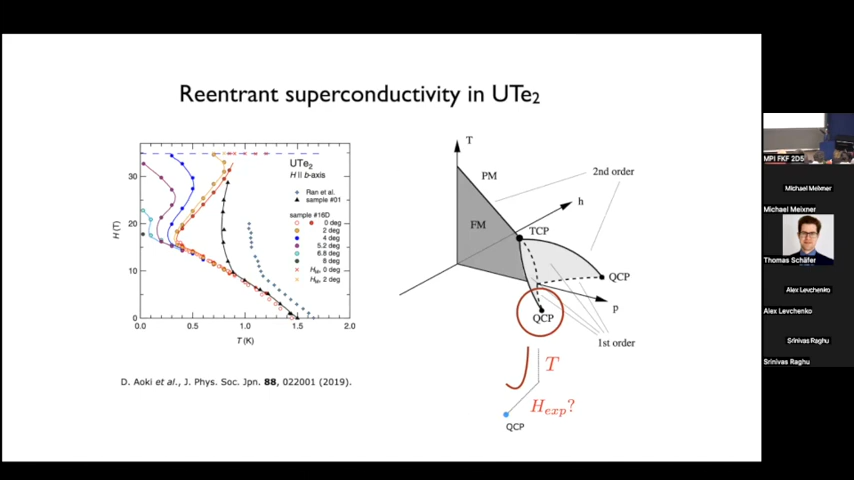 Reentrant superconductivity in UTe2
H (T)
30
20
10
0
0.0
0.5
1.0
1.5
2.0
T (K)
UTe2
H || b-axis
Ran et al.
sample #01
sample #16D
0 deg
2 deg
4 deg
5.2 deg
6.8 deg
8 deg
Hm, 0 deg
Hm, 2 deg
D. Aoki et al., J. Phys. Soc. Jpn. 88, 022001 (2019).
T
PM
2nd order
h
FM
TCP
QCP
p
QCP
1st order
T
Hexp?
QCP
MPI FKF 2D5
Michael Meixner
Michael Meixner
Thomas Schäfer
Alex Levchenko
Alex Levchenko
Srinivas Raghu
Srinivas Raghu